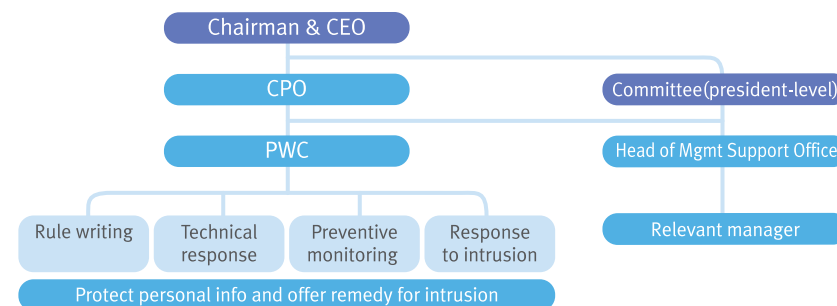 Chairman & CEO
CPO
Committee(president-level)
PWC
Head of Mgmt Support Office
Relevant manager
Rule writing
Technical
response
Preventive
monitoring
Response
to intrusion
Protect personal info and offer remedy for intrusion